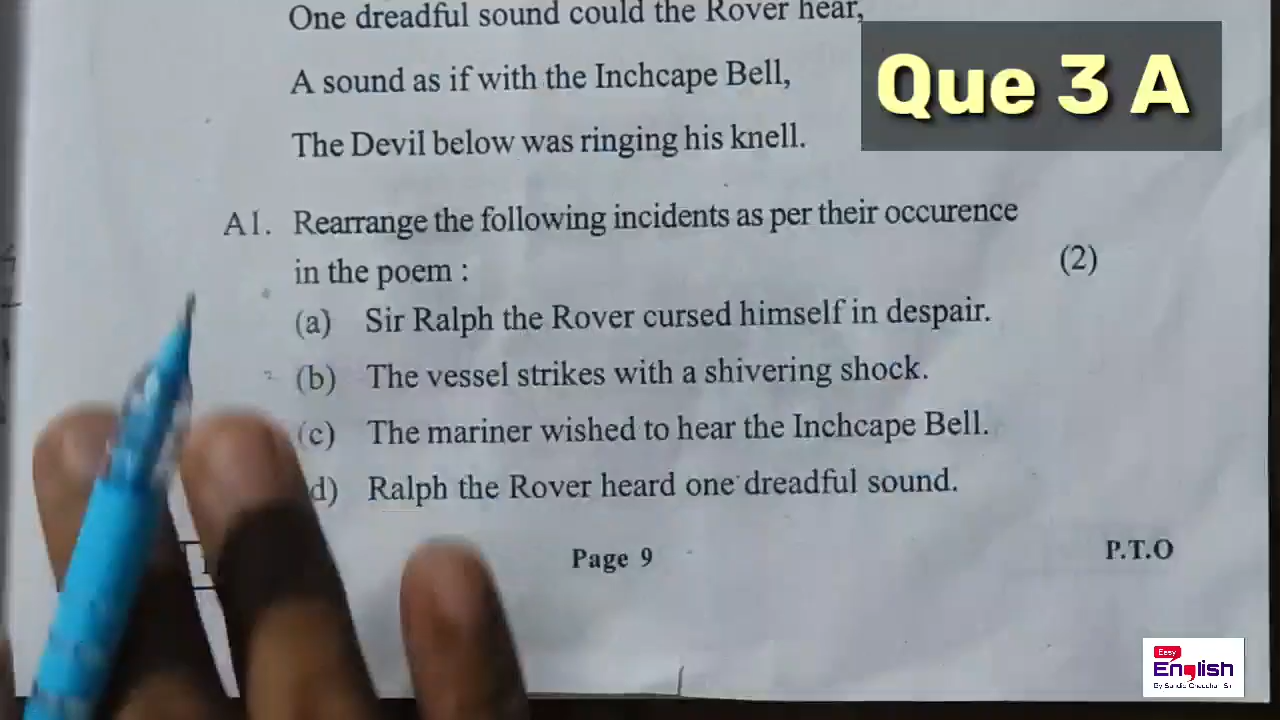 One dreadful sound could the Rover hear,
Que 3 A
A sound as if with the Inchcape Bell,
The Devil below was ringing his knell.
A1. Rearrange the following incidents as per their occurence
in the poem : (2)
(a) Sir Ralph the Rover cursed himself in despair.
(b) The vessel strikes with a shivering shock.
(c) The mariner wished to hear the Inchcape Bell.
d) Ralph the Rover heard one dreadful sound.
Page 9
P.T.O
Easy
English